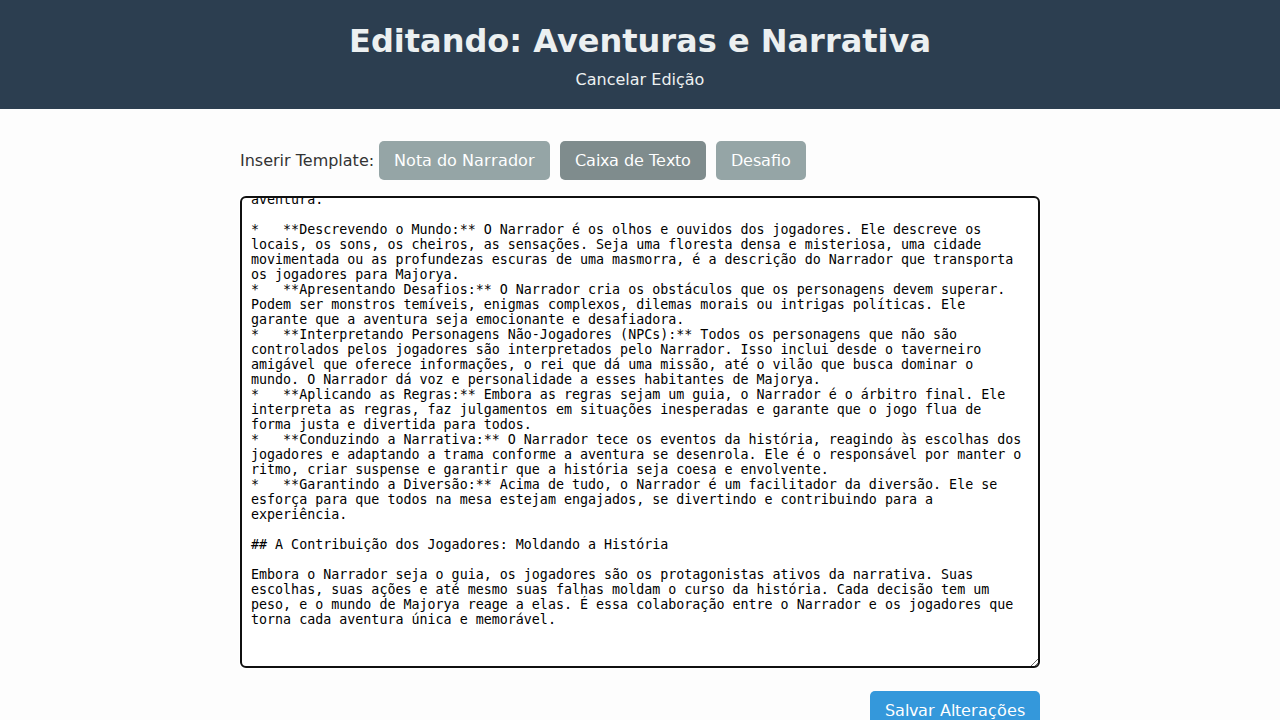 Editando: Aventuras e Narrativa
Cancelar Edição
Inserir Template: Nota do Narrador Caixa de Texto Desafio
aventura.
*   **Descrevendo o Mundo:** O Narrador é os olhos e ouvidos dos jogadores. Ele descreve os
locais, os sons, os cheiros, as sensações. Seja uma floresta densa e misteriosa, uma cidade
movimentada ou as profundezas escuras de uma masmorra, é a descrição do Narrador que transporta
os jogadores para Majorya.
*   **Apresentando Desafios:** O Narrador cria os obstáculos que os personagens devem superar.
Podem ser monstros temíveis, enigmas complexos, dilemas morais ou intrigas políticas. Ele
garante que a aventura seja emocionante e desafiadora.
*   **Interpretando Personagens Não-Jogadores (NPCs):** Todos os personagens que não são
controlados pelos jogadores são interpretados pelo Narrador. Isso inclui desde o taverneiro
amigável que oferece informações, o rei que dá uma missão, até o vilão que busca dominar o
mundo. O Narrador dá voz e personalidade a esses habitantes de Majorya.
*   **Aplicando as Regras:** Embora as regras sejam um guia, o Narrador é o árbitro final. Ele
interpreta as regras, faz julgamentos em situações inesperadas e garante que o jogo flua de
forma justa e divertida para todos.
*   **Conduzindo a Narrativa:** O Narrador tece os eventos da história, reagindo às escolhas dos
jogadores e adaptando a trama conforme a aventura se desenrola. Ele é o responsável por manter o
ritmo, criar suspense e garantir que a história seja coesa e envolvente.
*   **Garantindo a Diversão:** Acima de tudo, o Narrador é um facilitador da diversão. Ele se
esforça para que todos na mesa estejam engajados, se divertindo e contribuindo para a
experiência.
## A Contribuição dos Jogadores: Moldando a História
Embora o Narrador seja o guia, os jogadores são os protagonistas ativos da narrativa. Suas
escolhas, suas ações e até mesmo suas falhas moldam o curso da história. Cada decisão tem um
peso, e o mundo de Majorya reage a elas. É essa colaboração entre o Narrador e os jogadores que
torna cada aventura única e memorável.
Salvar Alterações